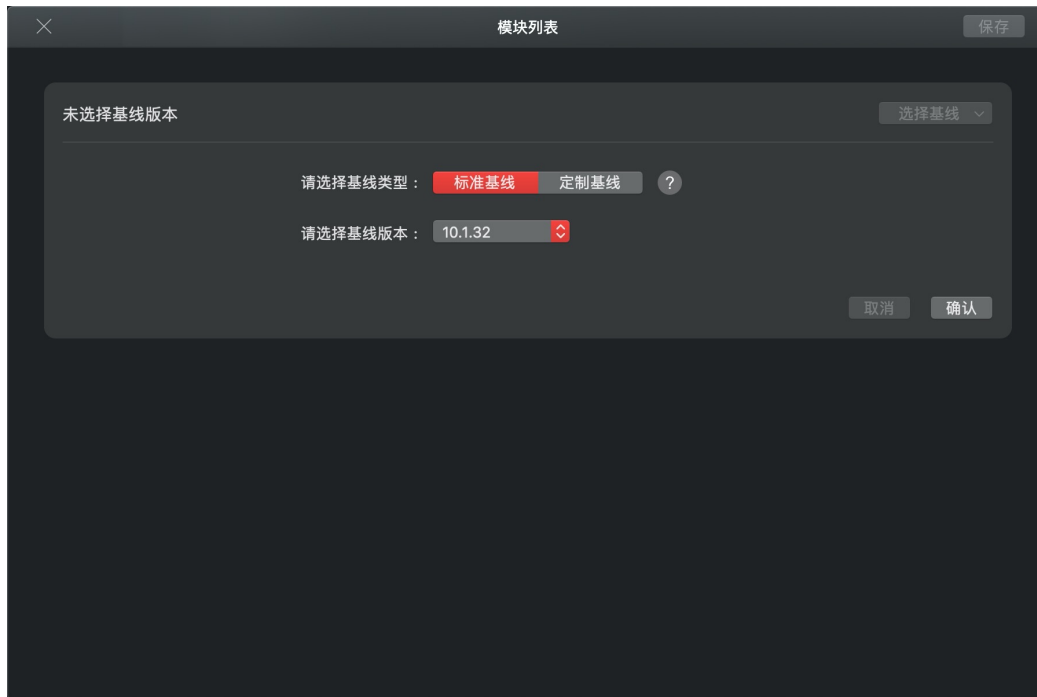 模块列表 保存
未选择基线版本 选择基线
请选择基线类型： 标准基线 定制基线 ?
请选择基线版本： 10.1.32
取消 确认